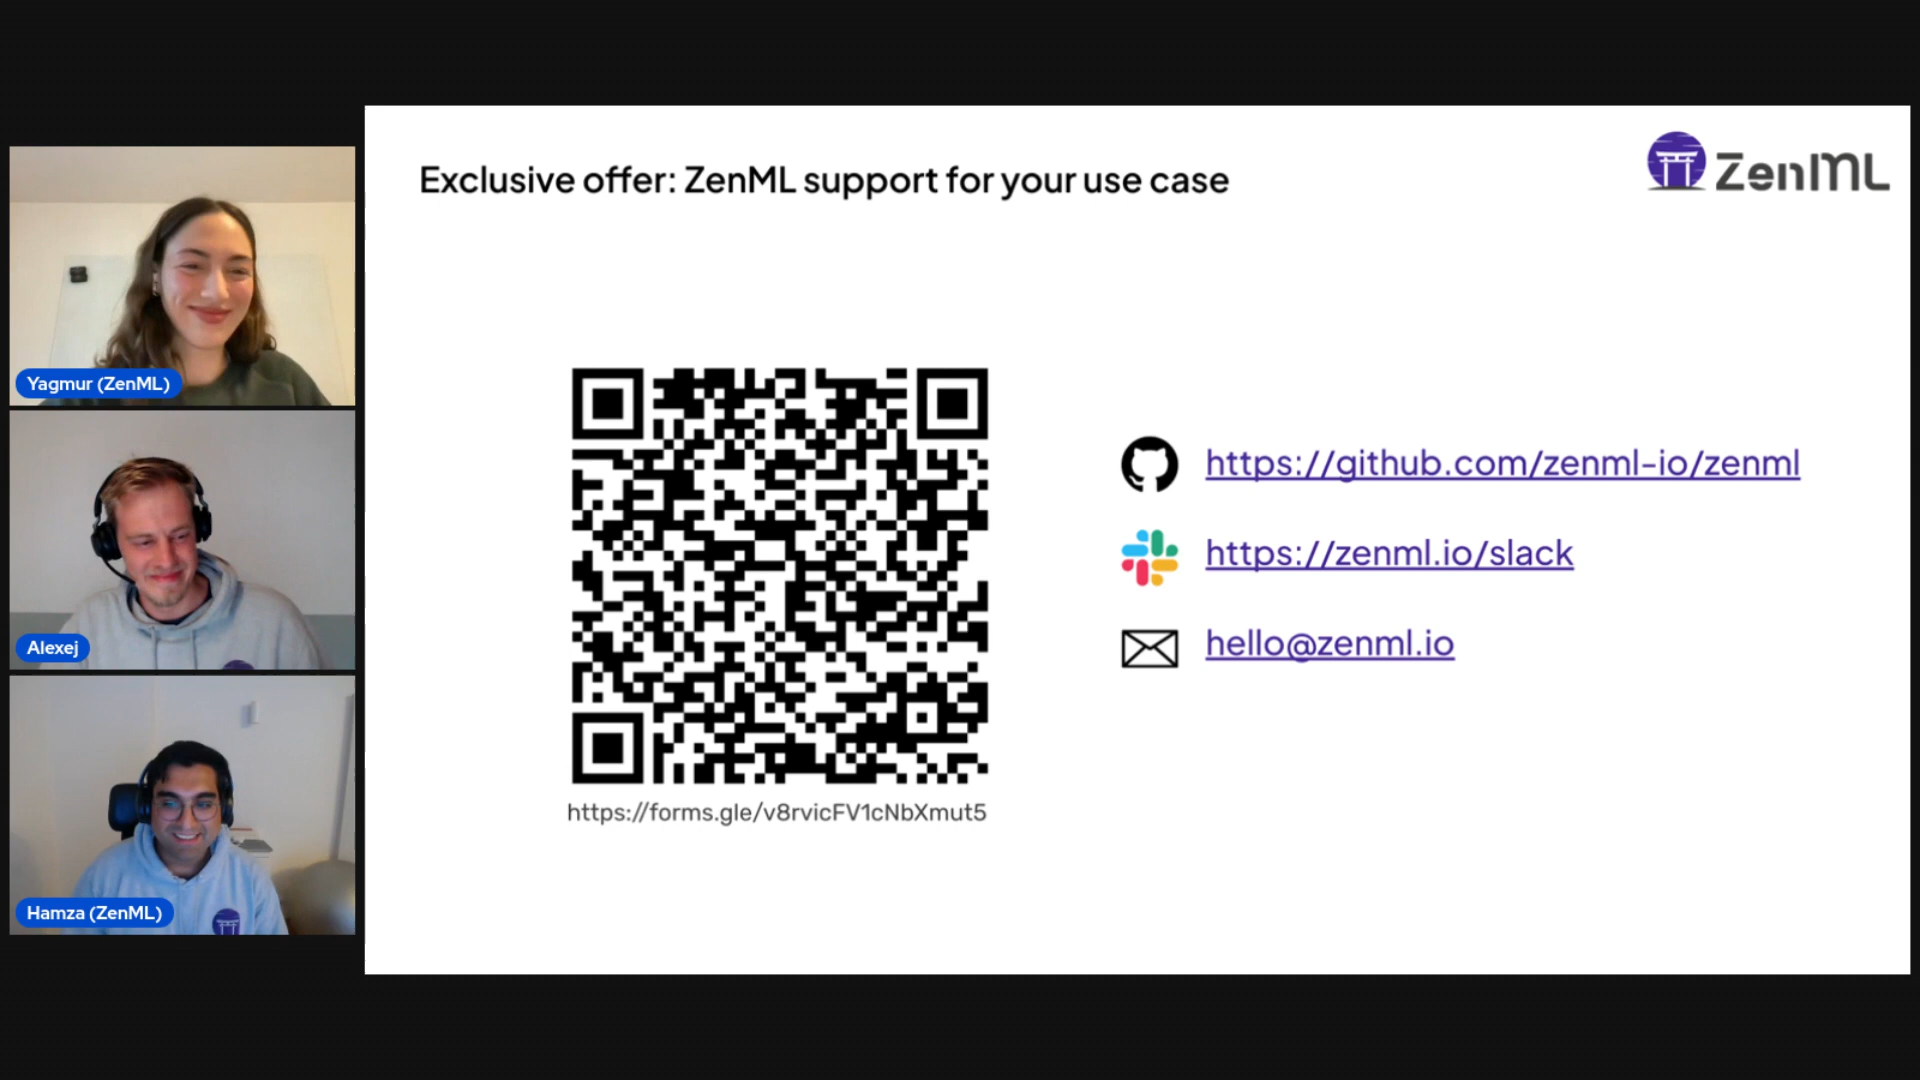 Exclusive offer: ZenML support for your use case
ZenML
Yagmur (ZenML)
Alexej
Hamza (ZenML)
https://github.com/zenml-io/zenml
https://zenml.io/slack
hello@zenml.io
https://forms.gle/v8rvicFV1cNbXmut5